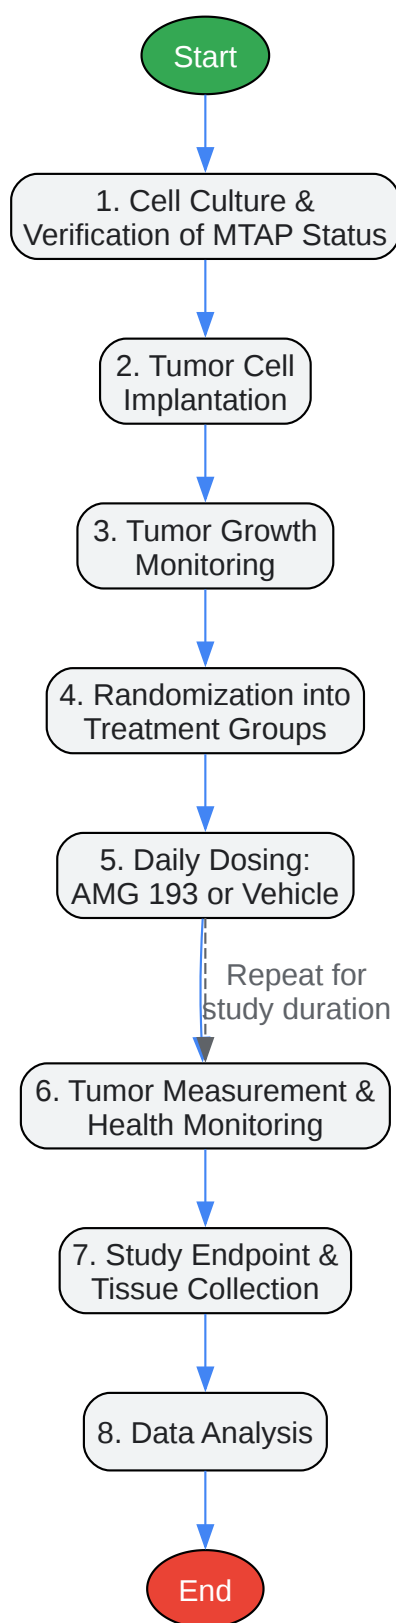 Start
1. Cell Culture &
Verification of MTAP Status
2. Tumor Cell
Implantation
3. Tumor Growth
Monitoring
4. Randomization into
Treatment Groups
5. Daily Dosing:
AMG 193 or Vehicle
Repeat for
study duration
6. Tumor Measurement &
Health Monitoring
7. Study Endpoint &
Tissue Collection
8. Data Analysis
End